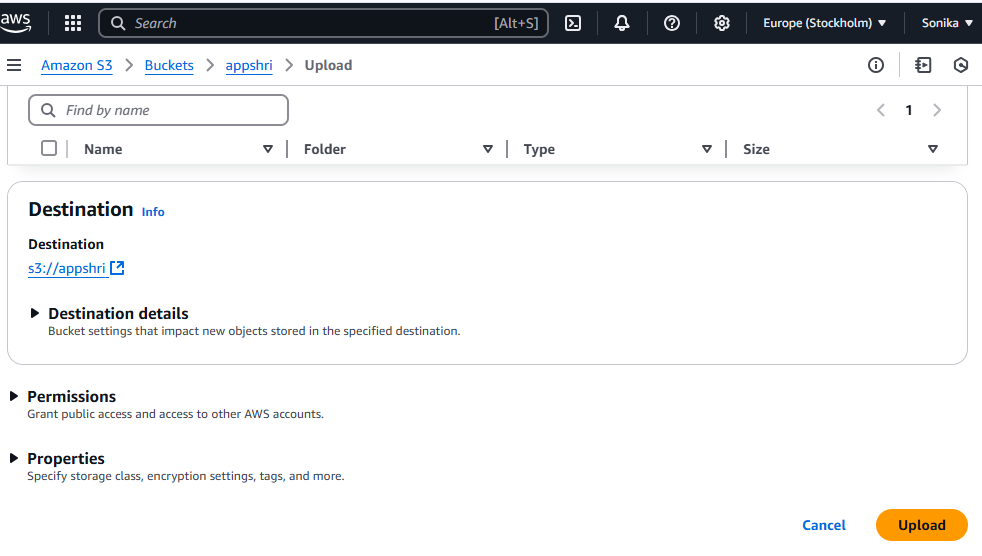 aws Search [Alt+S] Europe (Stockholm) Sonika
Amazon S3 Buckets appshri Upload
Find by name 1
Name Folder Type Size
Destination Info
Destination
s3://appshri
Destination details
Bucket settings that impact new objects stored in the specified destination.
Permissions
Grant public access and access to other AWS accounts.
Properties
Specify storage class, encryption settings, tags, and more.
Cancel Upload